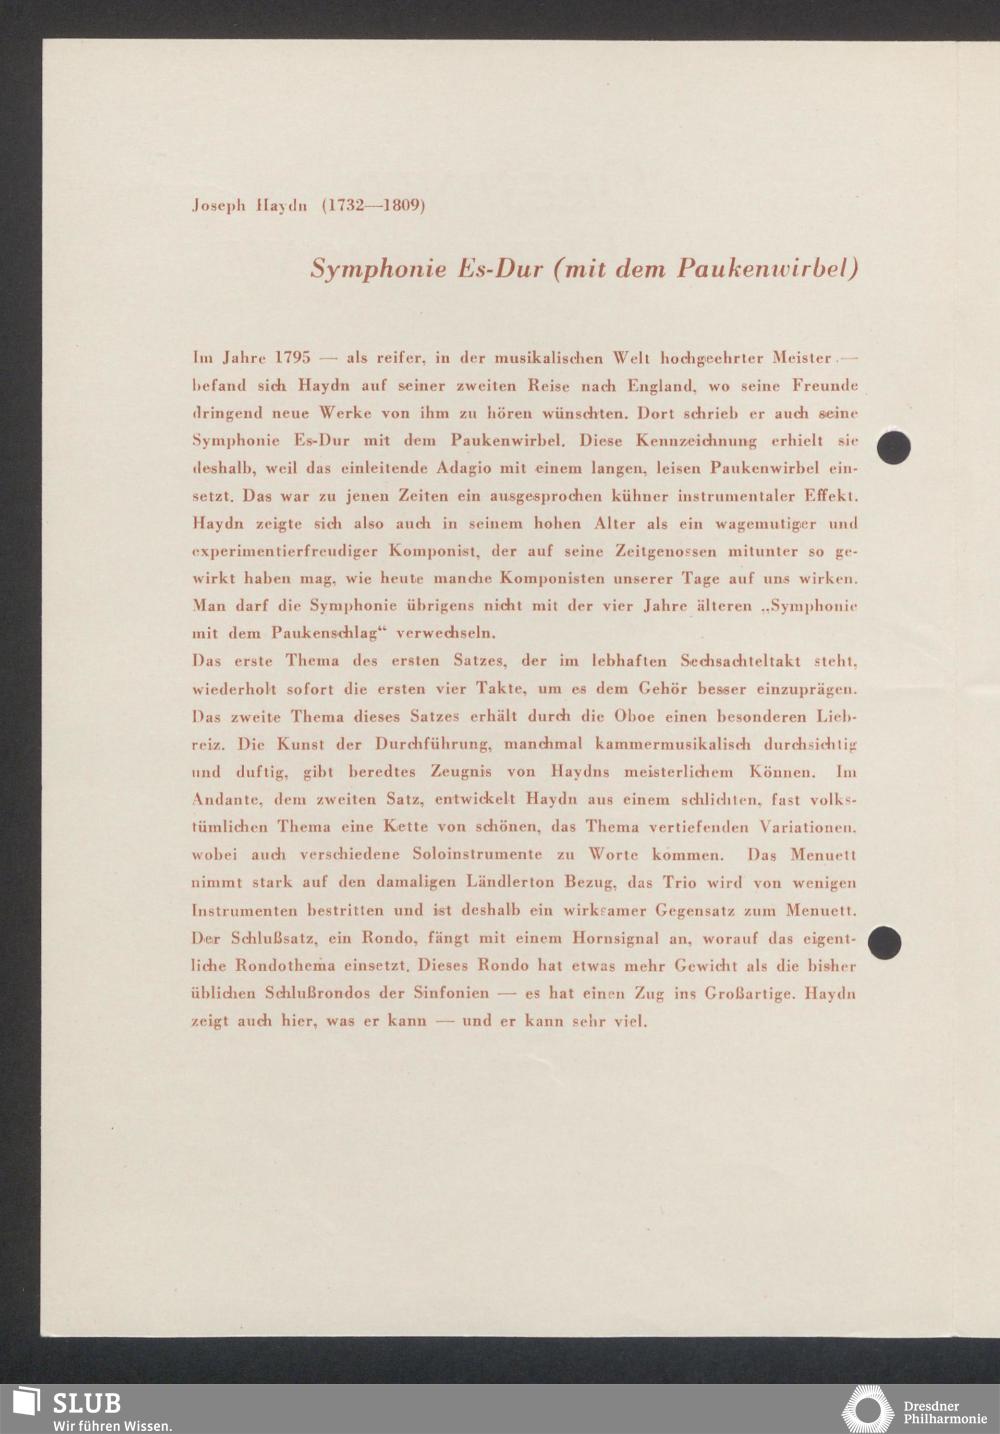 Joseph Haydn (1732—1809)
Symphonie Es-Dur (mit dem Paukenwirbel)
Im Jahre 1795 — als reifer, in der musikalischen Welt hochgeehrter Meister —
befand sich Haydn auf seiner zweiten Reise nach England, wo seine Freunde
dringend neue Werke von ihm zu hören wünschten. Dort schrieb er auch seine
Symphonie Es-Dur mit dem Paukenwirbel. Diese Kennzeichnung erhielt sie
deshalb, weil das einleitende Adagio mit einem langen, leisen Paukenwirbel ein-
setzt. Das war zu jenen Zeiten ein ausgesprochen kühner instrumentaler Effekt.
Haydn zeigte sich also auch in seinem hohen Alter als ein wagemutiger und
experimentierfreudiger Komponist, der auf seine Zeitgenossen mitunter so ge-
wirkt haben mag, wie heute manche Komponisten unserer Tage auf uns wirken.
Man darf die Symphonie übrigens nicht mit der vier Jahre älteren „Symphonie
mit dem Paukenschlag“ verwechseln.
Das erste Thema des ersten Satzes, der im lebhaften Sechsachteltakt steht,
wiederholt sofort die ersten vier Takte, um es dem Gehör besser einzuprägen.
Das zweite Thema dieses Satzes erhält durch die Oboe einen besonderen Lieb-
reiz. Die Kunst der Durchführung, manchmal kammermusikalisch durchsichtig
und duftig, gibt beredtes Zeugnis von Haydns meisterlichem Können. Im
Andante, dem zweiten Satz, entwickelt Haydn aus einem schlichten, fast volks-
tümlichen Thema eine Kette von schönen, das Thema vertiefenden Variationen,
wobei auch verschiedene Soloinstrumente zu Worte kommen. Das Menuett
nimmt stark auf den damaligen Ländlerton Bezug, das Trio wird von wenigen
Instrumenten bestritten und ist deshalb ein wirksamer Gegensatz zum Menuett.
Der Schlußsatz, ein Rondo, fängt mit einem Hornsignal an, worauf das eigent-
liche Rondothema einsetzt. Dieses Rondo hat etwas mehr Gewicht als die bisher
üblichen Schlußrondos der Sinfonien — es hat einen Zug ins Großartige. Haydn
zeigt auch hier, was er kann — und er kann sehr viel.
SLUB
Wir führen Wissen.
Dresdner
Philharmonie